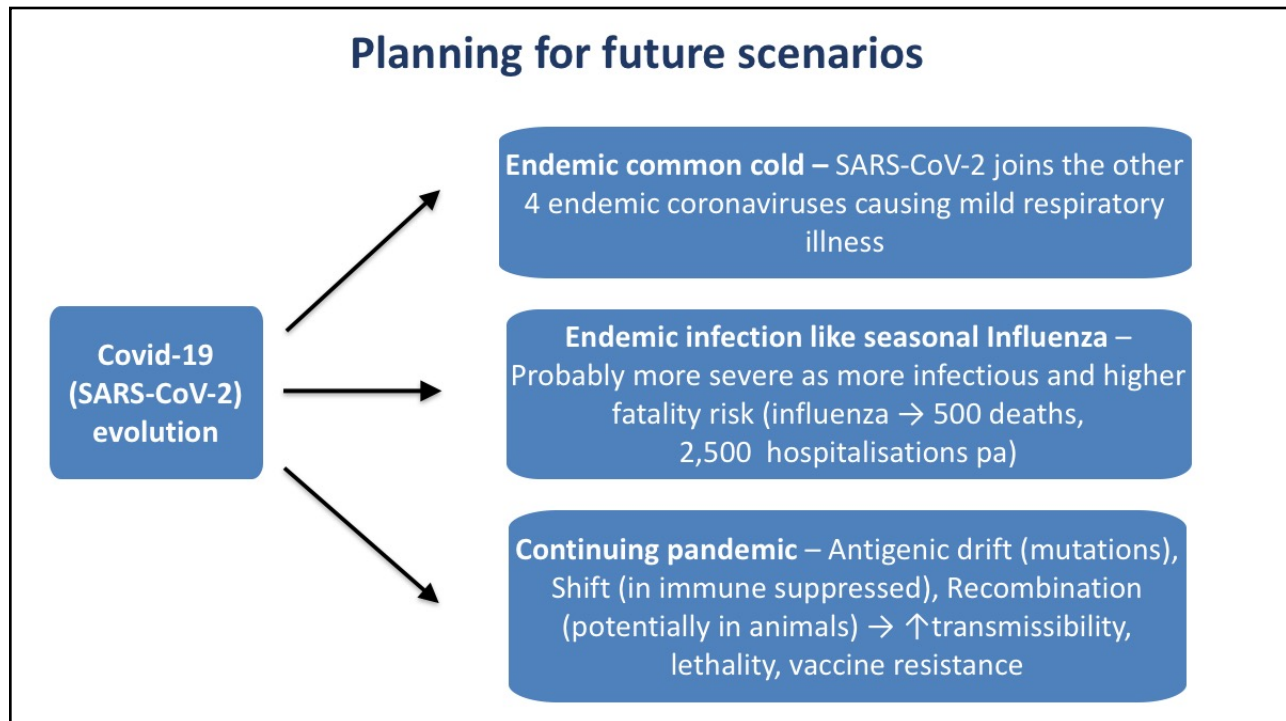 Planning for future scenarios
Covid-19
(SARS-CoV-2)
evolution
Endemic common cold – SARS-CoV-2 joins the other
4 endemic coronaviruses causing mild respiratory
illness
Endemic infection like seasonal Influenza –
Probably more severe as more infectious and higher
fatality risk (influenza → 500 deaths,
2,500 hospitalisations pa)
Continuing pandemic – Antigenic drift (mutations),
Shift (in immune suppressed), Recombination
(potentially in animals) → ↑transmissibility,
lethality, vaccine resistance